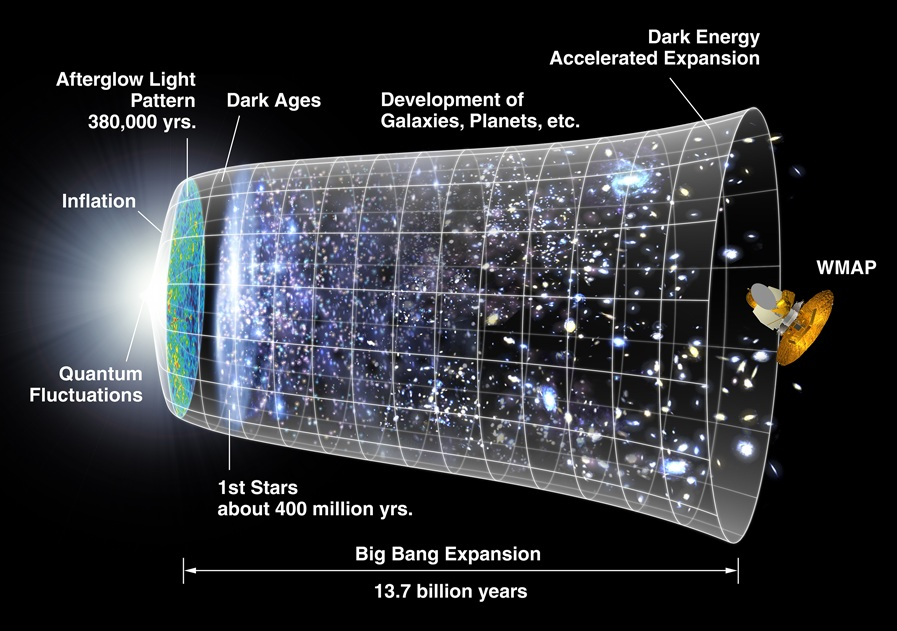 Dark Energy
Accelerated Expansion
Afterglow Light
Pattern
380,000 yrs.
Dark Ages
Development of
Galaxies, Planets, etc.
Inflation
WMAP
Quantum
Fluctuations
1st Stars
about 400 million yrs.
Big Bang Expansion
13.7 billion years